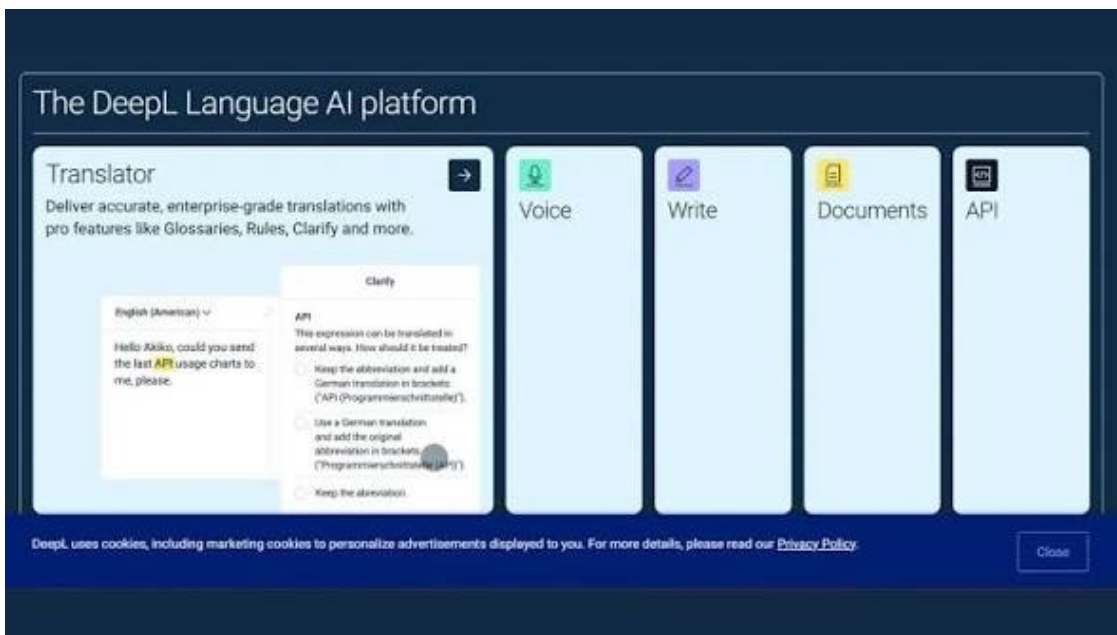 The DeepL Language AI platform
Translator
Deliver accurate, enterprise-grade translations with
pro features like Glossaries, Rules, Clarify and more.
English (American)
Hello Akiko, could you send
the last API usage charts to
me, please.
Clarify
API
This expression can be translated in
several ways. How should it be treated?
Keep the abbreviation and add a
German translation in brackets
("API (Programmierschnittstelle)").
Use a German translation
and add the original
abbreviation in brackets
("Programmierschnittstelle (API)").
Keep the abreviation
Voice
Write
Documents
API
DeepL uses cookies, including marketing cookies to personalize advertisements displayed to you. For more details, please read our Privacy Policy.
Close